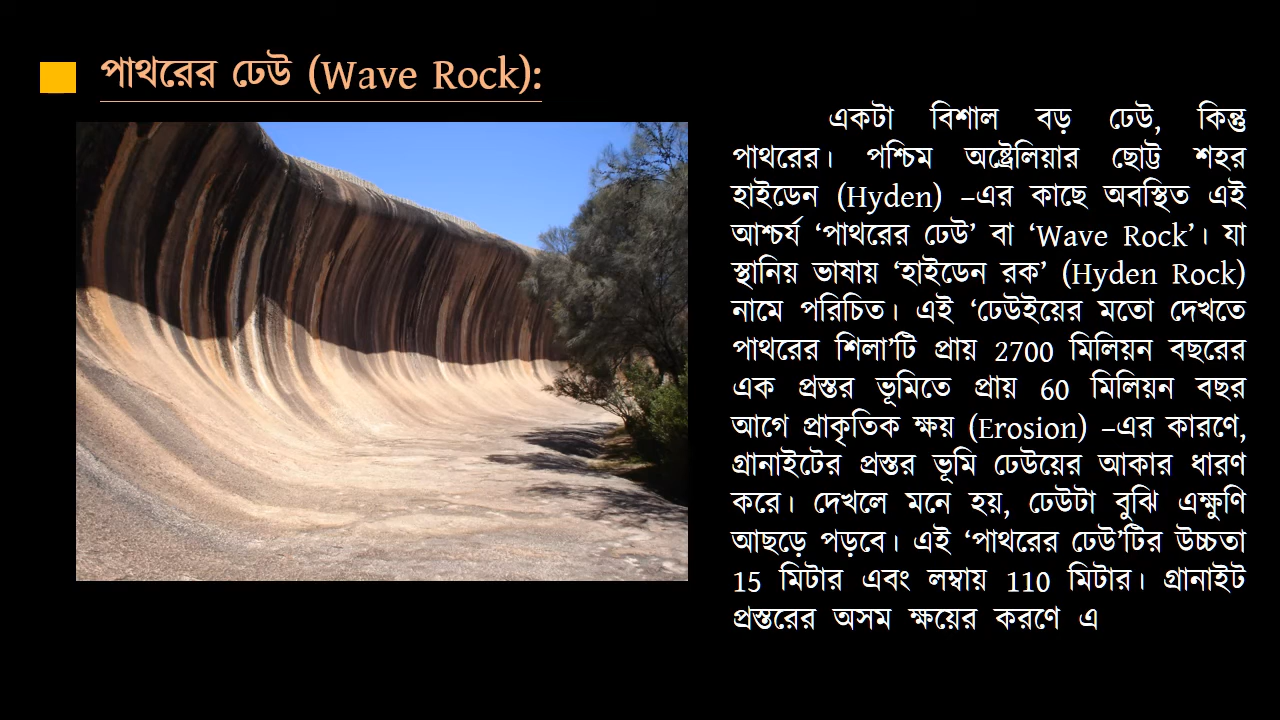 পাথরের ঢেউ (Wave Rock):
একটা বিশাল বড় ঢেউ, কিন্তু
পাথরের। পশ্চিম অষ্ট্রেলিয়ার ছোট্ট শহর
হাইডেন (Hyden) –এর কাছে অবস্থিত এই
আশ্চর্য ‘পাথরের ঢেউ’ বা ‘Wave Rock’। যা
স্থানিয় ভাষায় ‘হাইডেন রক’ (Hyden Rock)
নামে পরিচিত। এই ‘ঢেউইয়ের মতো দেখতে
পাথরের শিলা’টি প্রায় 2700 মিলিয়ন বছরের
এক প্রস্তর ভূমিতে প্রায় 60 মিলিয়ন বছর
আগে প্রাকৃতিক ক্ষয় (Erosion) –এর কারণে,
গ্রানাইটের প্রস্তর ভূমি ঢেউয়ের আকার ধারণ
করে। দেখলে মনে হয়, ঢেউটা বুঝি এক্ষুণি
আছড়ে পড়বে। এই ‘পাথরের ঢেউ’টির উচ্চতা
15 মিটার এবং লম্বায় 110 মিটার। গ্রানাইট
প্রস্তরের অসম ক্ষয়ের করণে এ